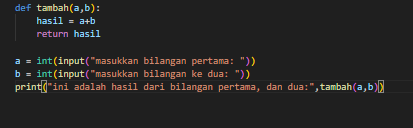 def tambah(a,b):
    hasil = a+b
    return hasil

a = int(input("masukkan bilangan pertama: "))
b = int(input("masukkan bilangan ke dua: "))
print("ini adalah hasil dari bilangan pertama, dan dua:",tambah(a,b))